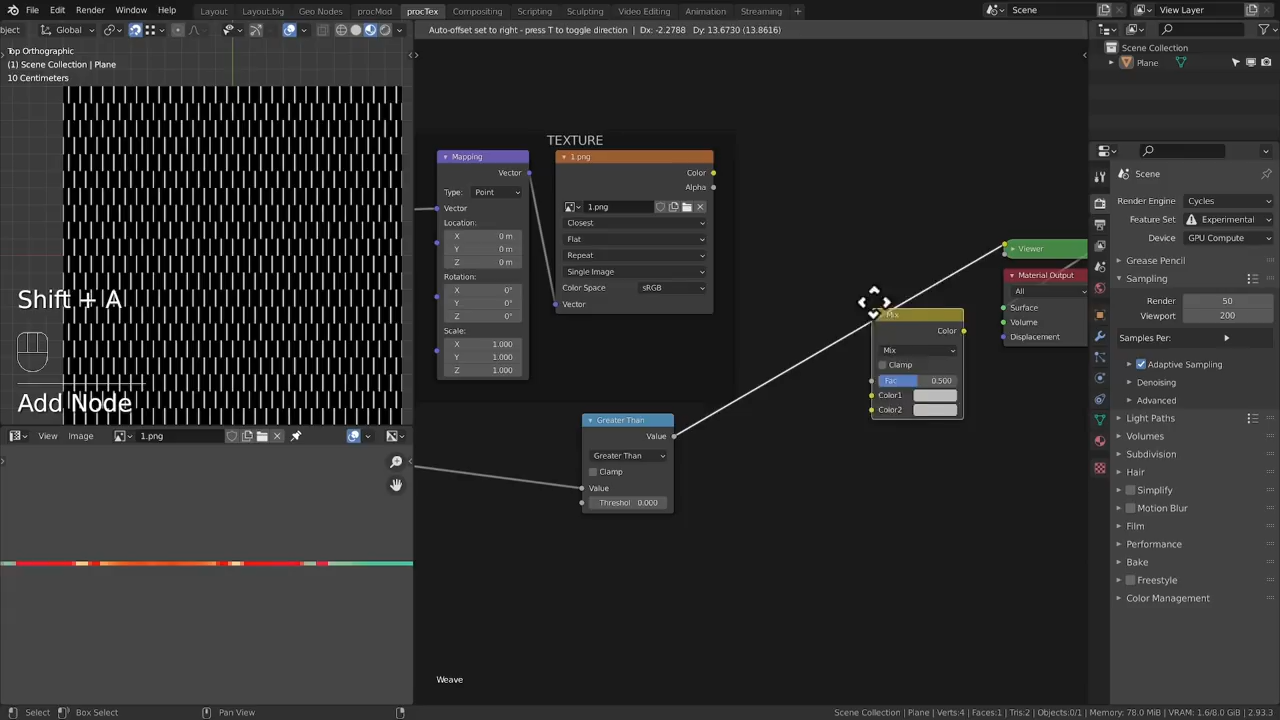 File Edit Render Window Help Layout Layout.big Geo Nodes procMod procTex Compositing Scripting Sculpting Video Editing Animation Streaming + Scene View Layer
bject Global
Auto-offset set to right - press T to toggle direction | Dx: -2.2788 Dy: 13.6730 (13.8616)
Top Orthographic
(1) Scene Collection | Plane
10 Centimeters
Shift + A
Add Node
View Image 1.png
TEXTURE
Mapping
Vector
Type: Point
Vector
Location:
X 0 m
Y 0 m
Z 0 m
Rotation:
X 0°
Y 0°
Z 0°
Scale:
X 1.000
Y 1.000
Z 1.000
1.png
Color
Alpha
1.png
Closest
Flat
Repeat
Single Image
Color Space sRGB
Vector
Greater Than
Value
Greater Than
Clamp
Value
Threshol 0.000
Mix
Color
Mix
Clamp
Fac 0.500
Color1
Color2
Viewer
Material Output
All
Surface
Volume
Displacement
Weave
Scene Collection
Plane
Scene
Render Engine Cycles
Feature Set Experimental
Device GPU Compute
Grease Pencil
Sampling
Render 50
Viewport 200
Samples Per:
Adaptive Sampling
Denoising
Advanced
Light Paths
Volumes
Subdivision
Hair
Simplify
Motion Blur
Film
Performance
Bake
Freestyle
Color Management
Select Box Select Pan View Scene Collection | Plane | Verts:4 | Faces:1 | Tris:2 | Objects:0/1 | Memory: 78.0 MiB | VRAM: 1.6/8.0 GiB | 2.93.3